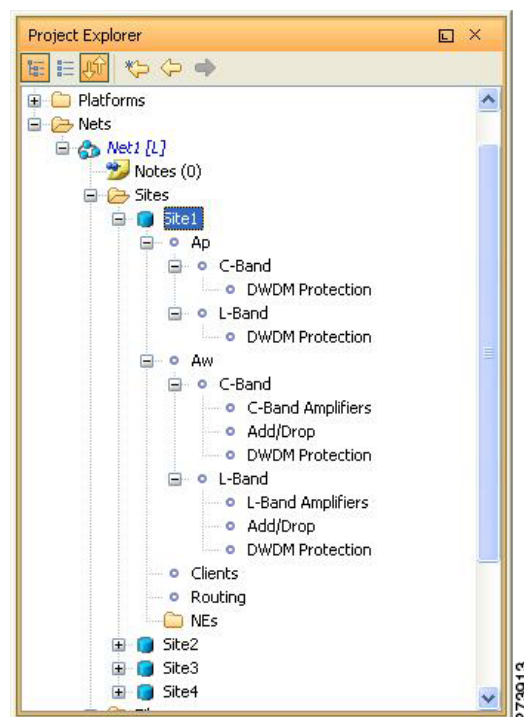 Project Explorer
Platforms
Nets
Net1 [L]
Notes (0)
Sites
Site1
Ap
C-Band
DWDM Protection
L-Band
DWDM Protection
Aw
C-Band
C-Band Amplifiers
Add/Drop
DWDM Protection
L-Band
L-Band Amplifiers
Add/Drop
DWDM Protection
Clients
Routing
NEs
Site2
Site3
Site4
273913